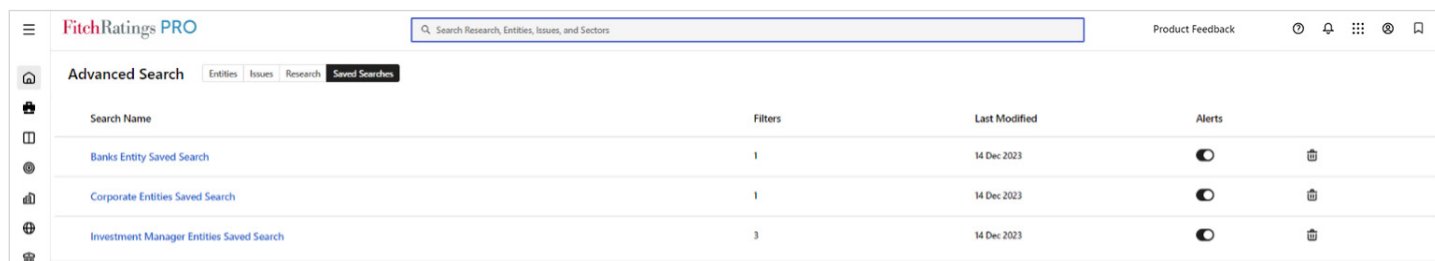 FitchRatings PRO
Search Research, Entities, Issues, and Sectors
Product Feedback
Advanced Search Entities Issues Research Saved Searches
Search Name Filters Last Modified Alerts
Banks Entity Saved Search 1 14 Dec 2023
Corporate Entities Saved Search 1 14 Dec 2023
Investment Manager Entities Saved Search 3 14 Dec 2023